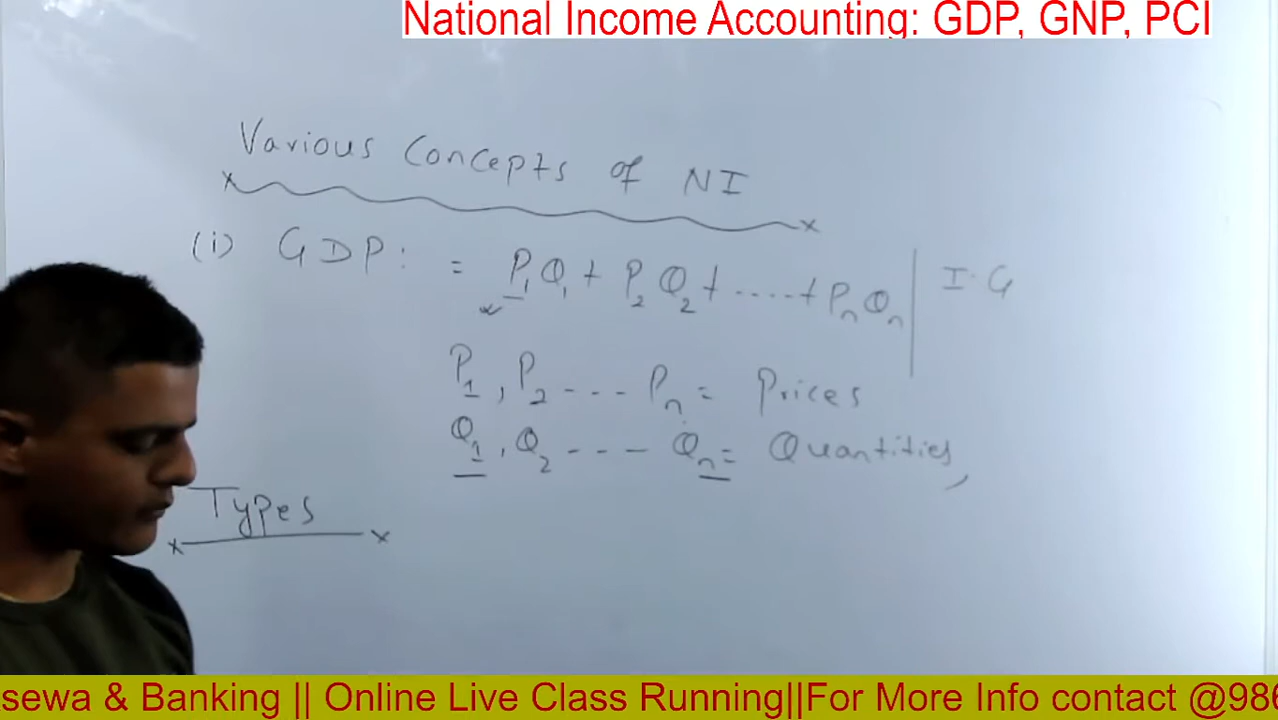 National Income Accounting: GDP, GNP, PCI
Various Concepts of NI
(i) GDP: = P₁Q₁ + P₂Q₂ + ..... + PₙQₙ | I.G
P₁, P₂ --- Pₙ = Prices
Q₁, Q₂ --- Qₙ = Quantities,
Types
sewa & Banking || Online Live Class Running||For More Info contact @986